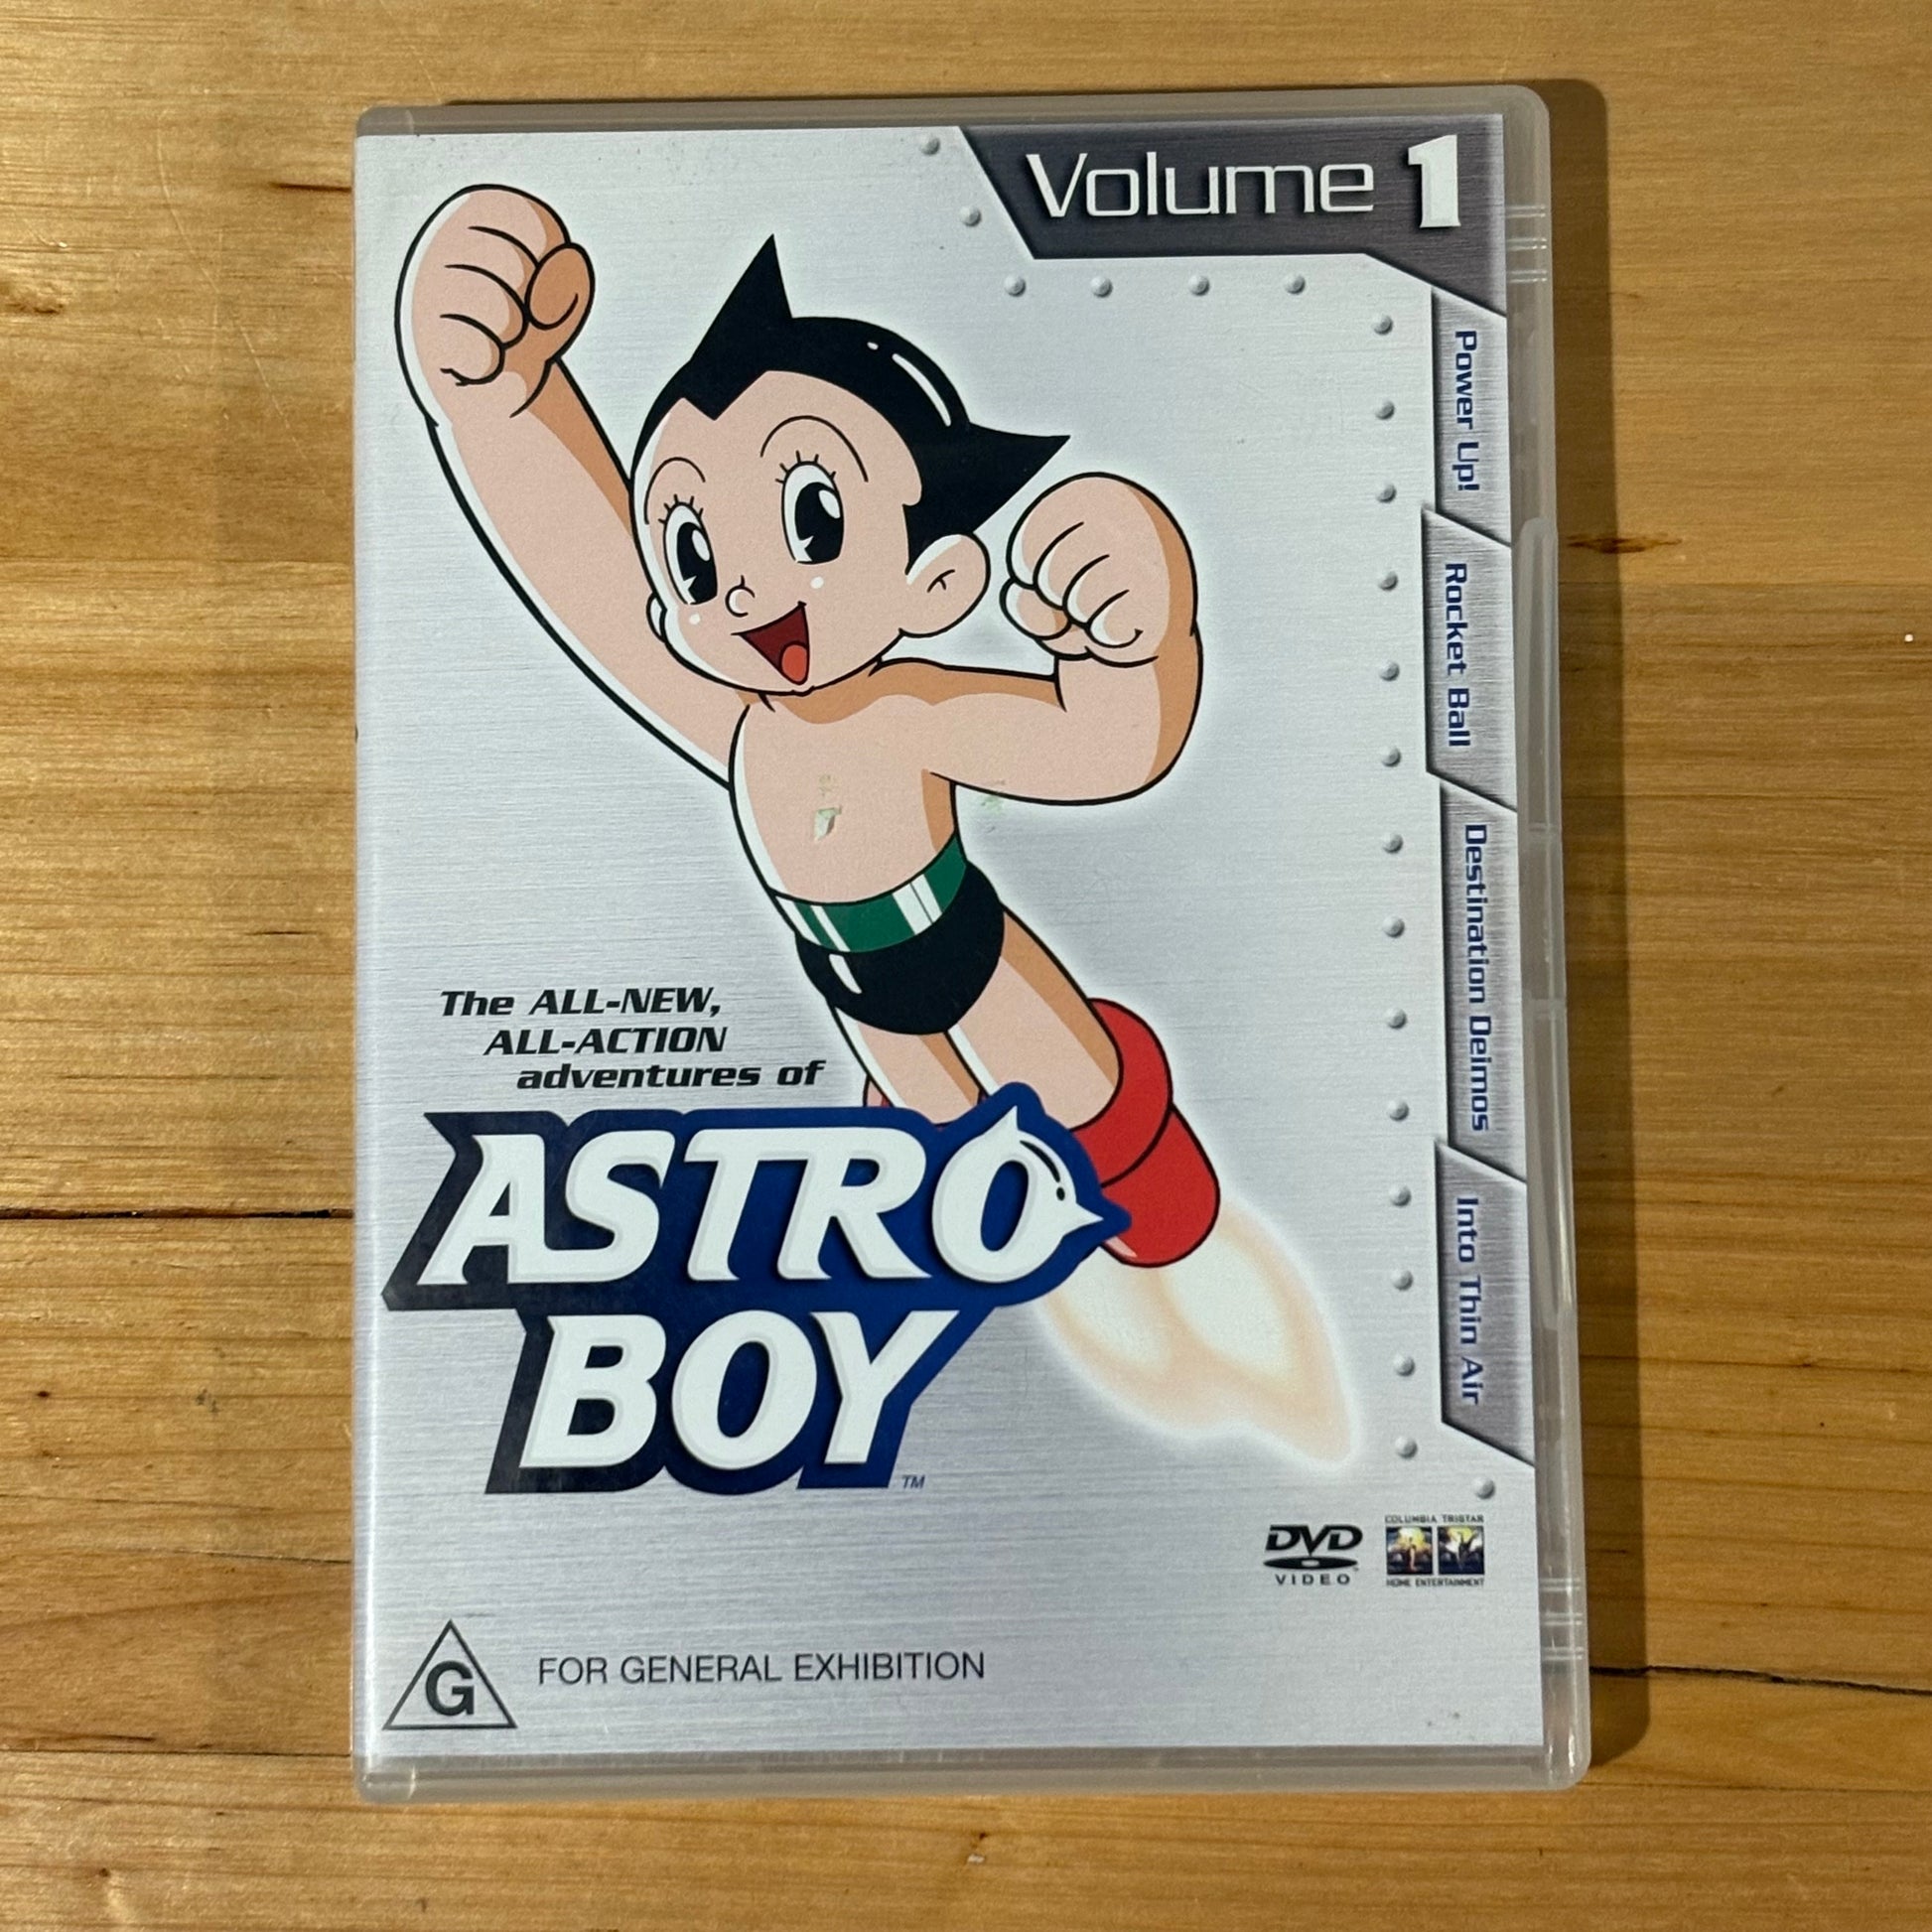 Volume 1
Power Up!
Rocket Ball
Destination Deimos
Into Thin Air
The ALL-NEW,
ALL-ACTION
adventures of
ASTRO
BOY
TM
DVD
VIDEO
COLUMBIA TRISTAR
HOME ENTERTAINMENT
G
FOR GENERAL EXHIBITION